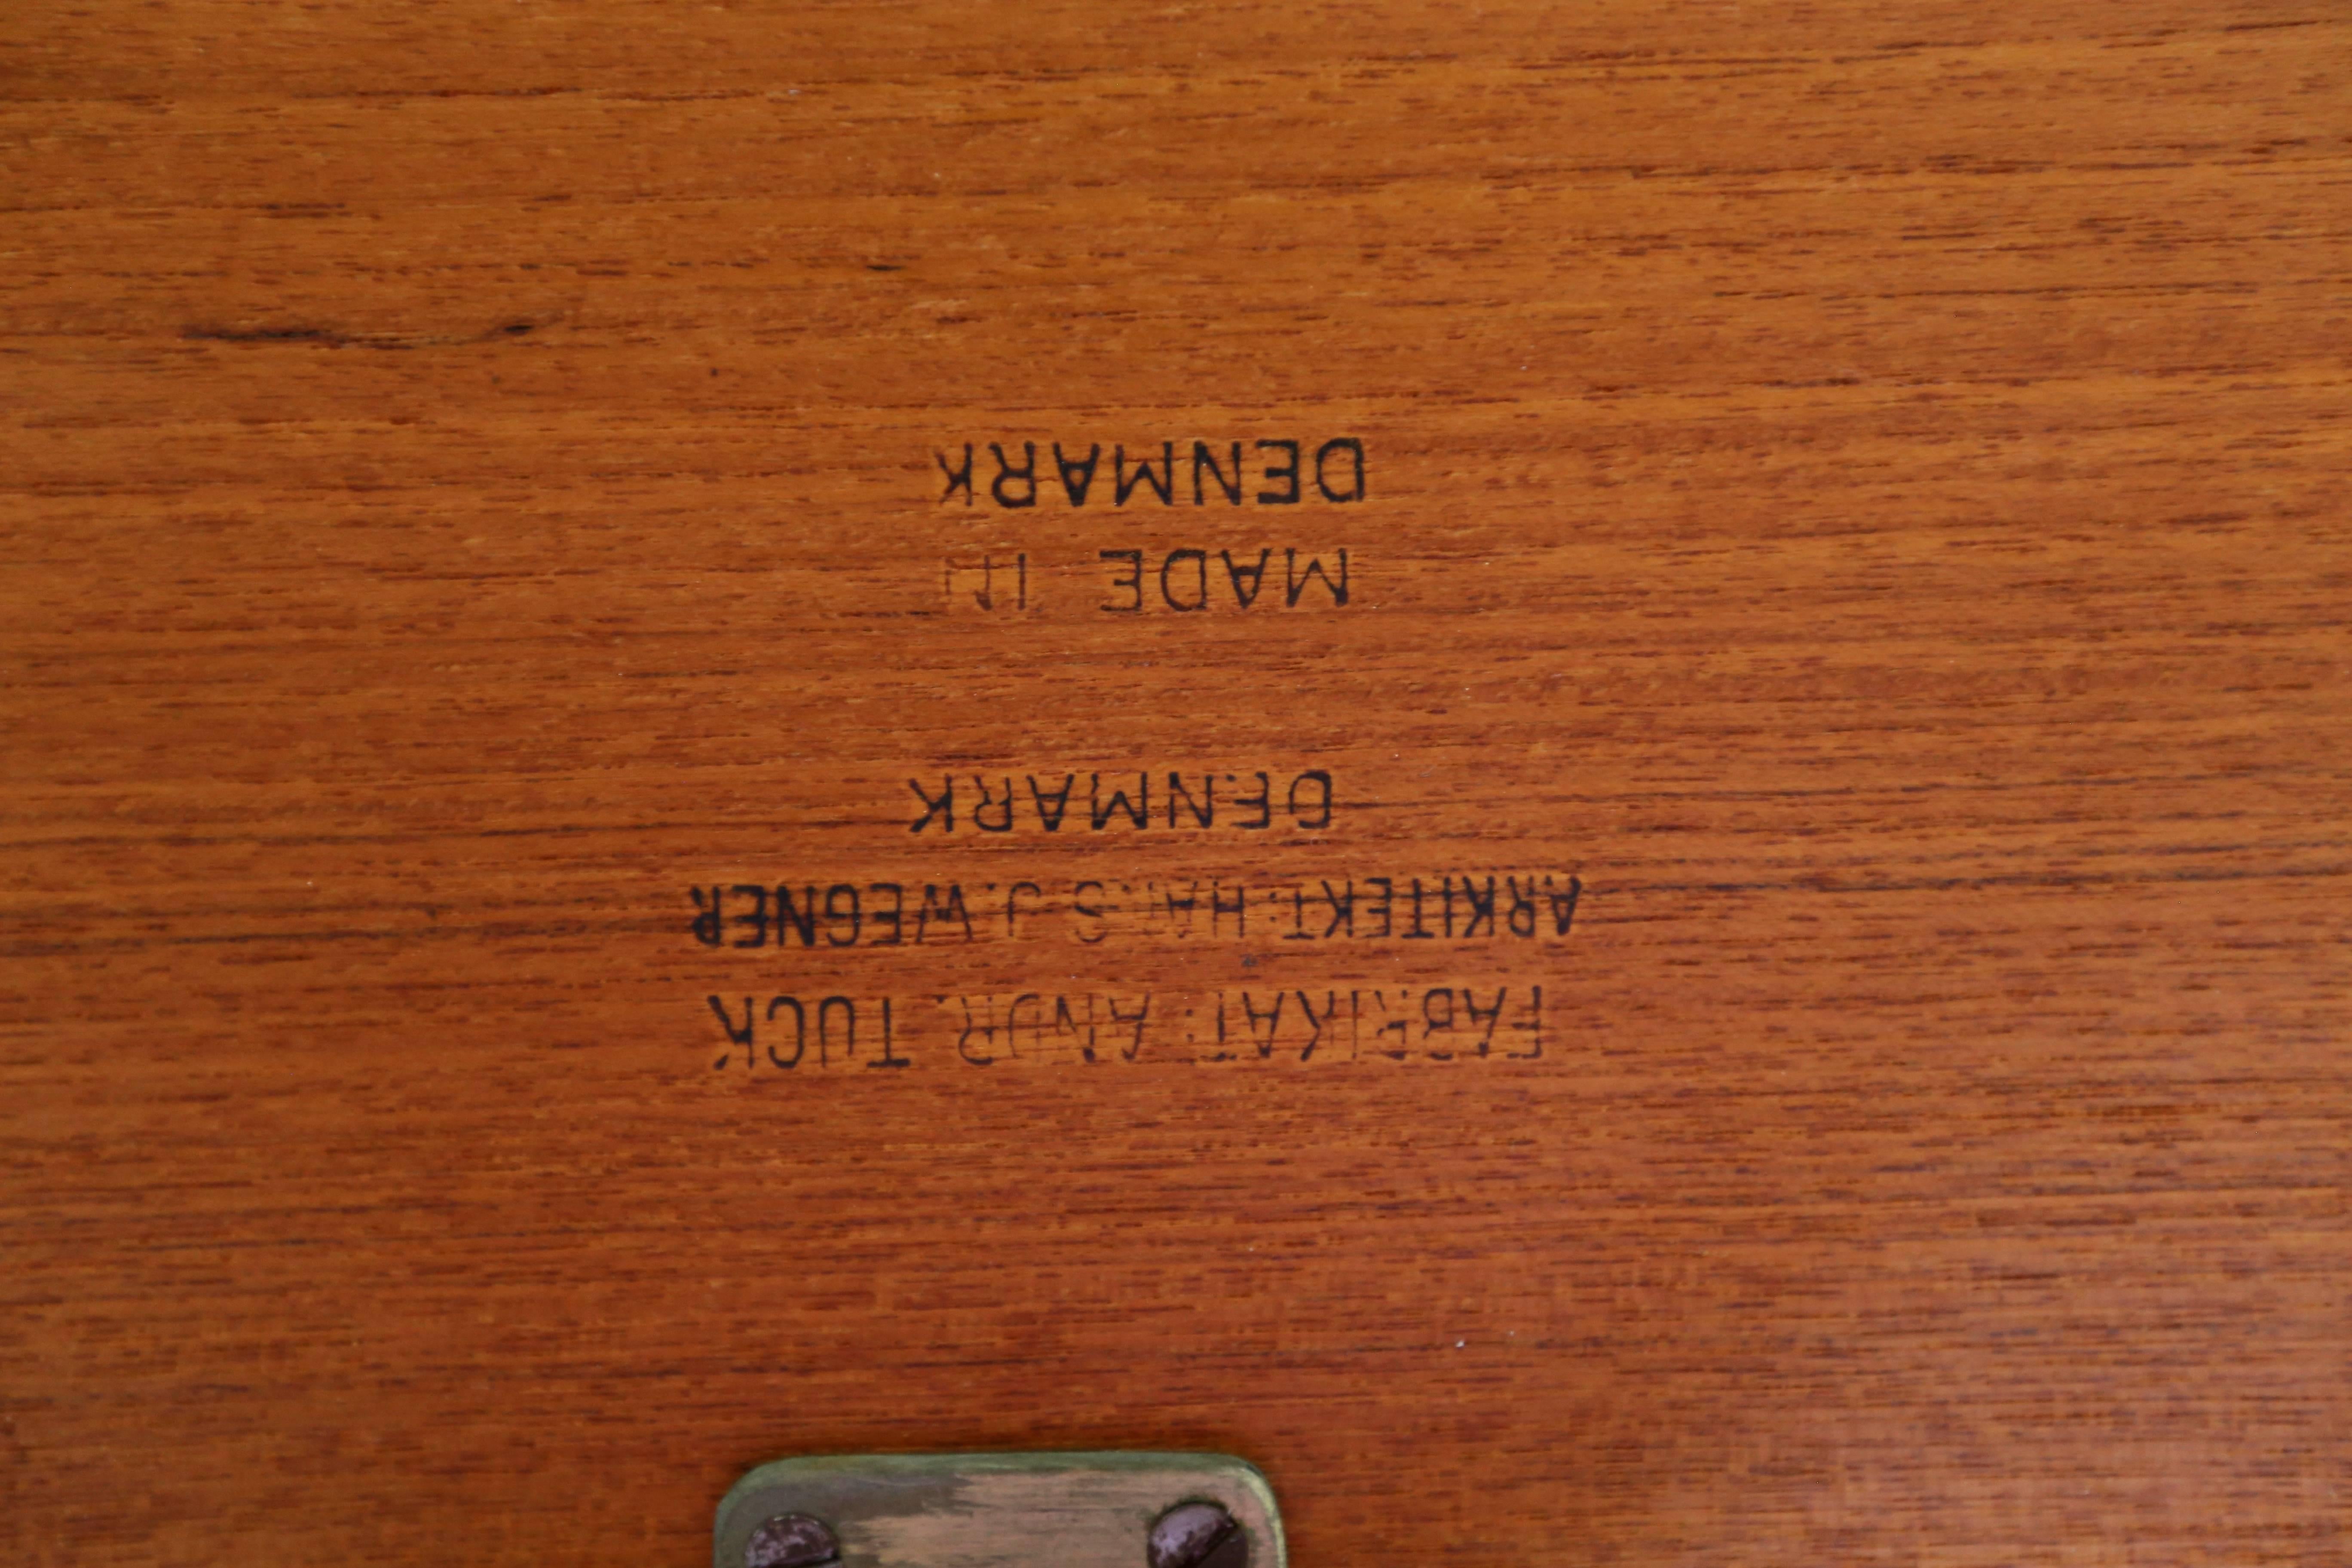 FABRIKAT: ANDR. TUCK
ARKITEKT: HANS J. WEGNER
DENMARK
MADE IN
DENMARK